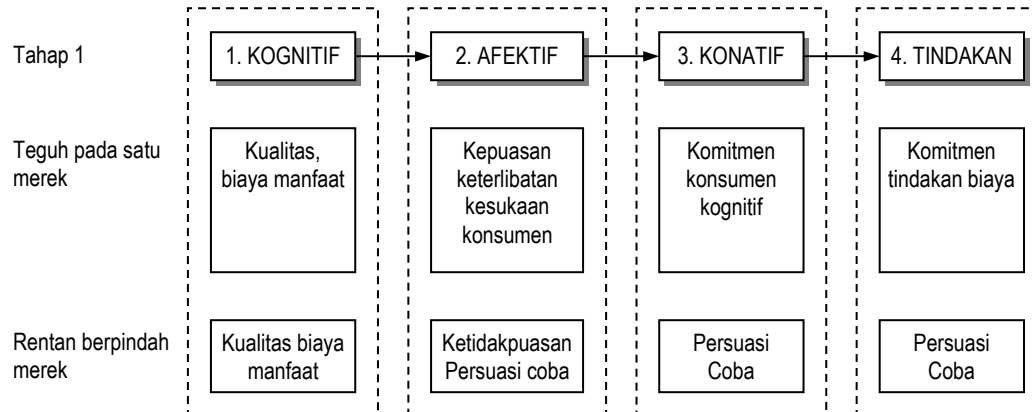 Tahap 1
1. KOGNITIF
2. AFEKTIF
3. KONATIF
4. TINDAKAN
Teguh pada satu
merek
Kualitas,
biaya manfaat
Kepuasan
keterlibatan
kesukaan
konsumen
Komitmen
konsumen
kognitif
Komitmen
tindakan biaya
Rentan berpindah
merek
Kualitas biaya
manfaat
Ketidakpuasan
Persuasi coba
Persuasi
Coba
Persuasi
Coba